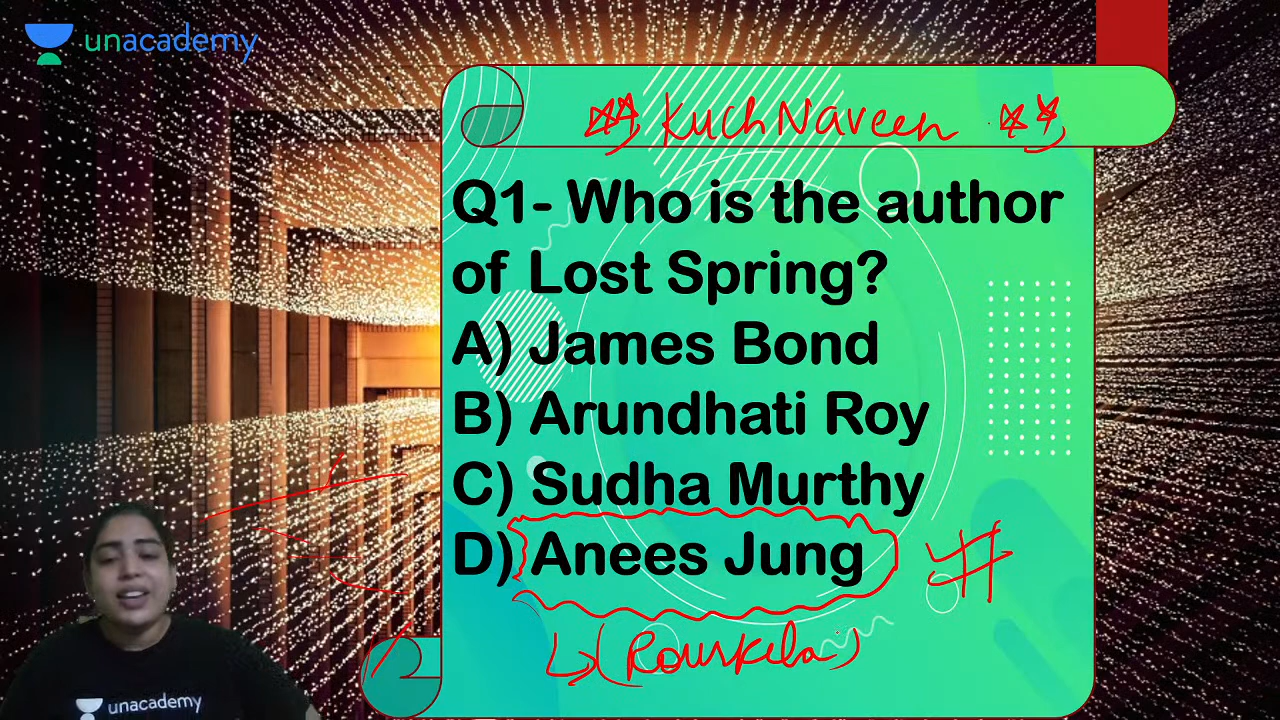 unacademy
Kuch Naveen
Q1- Who is the author
of Lost Spring?
A) James Bond
B) Arundhati Roy
C) Sudha Murthy
D) Anees Jung
(Rourkela)
unacademy